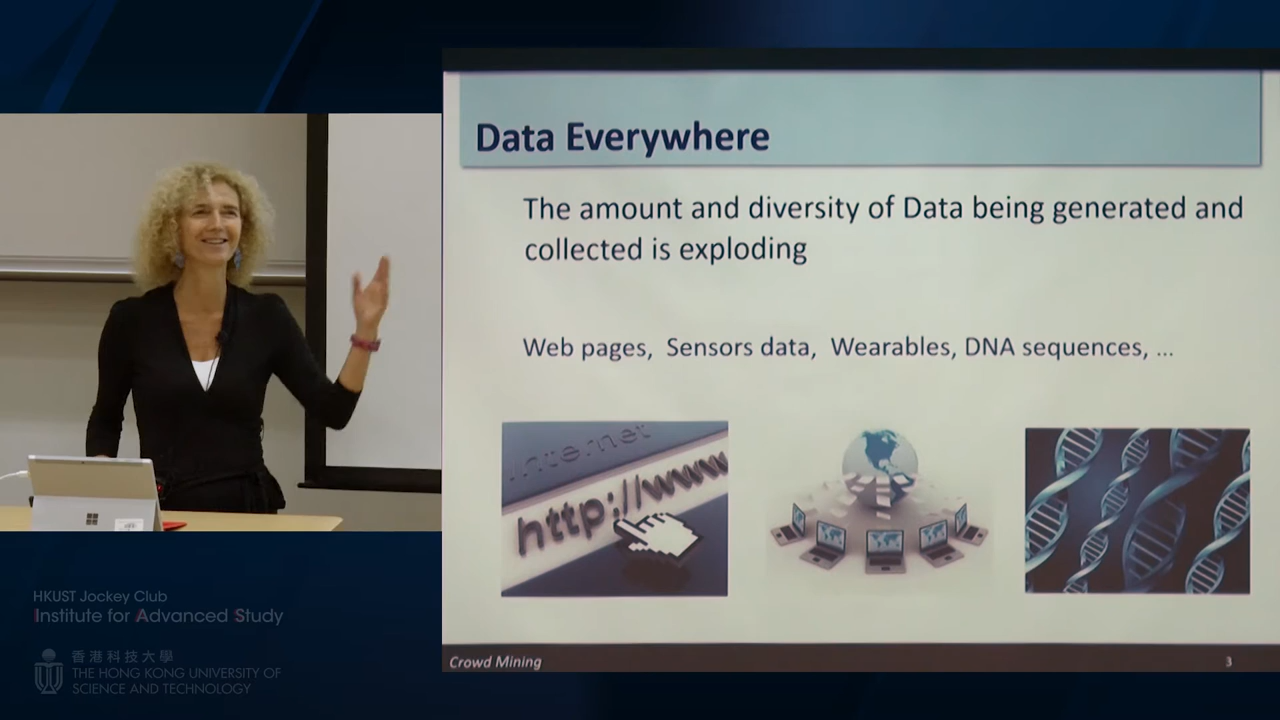 Data Everywhere
The amount and diversity of Data being generated and
collected is exploding
Web pages, Sensors data, Wearables, DNA sequences, ...
Internet
http://www
Crowd Mining
3
HKUST Jockey Club
Institute for Advanced Study
香港科技大學
THE HONG KONG UNIVERSITY OF
SCIENCE AND TECHNOLOGY